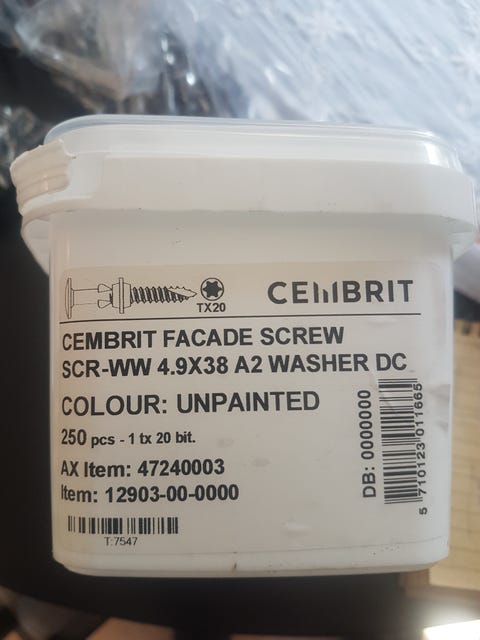 CEMBRIT
TX20
CEMBRIT FACADE SCREW
SCR-WW 4.9X38 A2 WASHER DC
COLOUR: UNPAINTED
250 pcs - 1 tx 20 bit.
AX Item: 47240003
Item: 12903-00-0000
T:7547
DB: 0000000
5 710123 011665